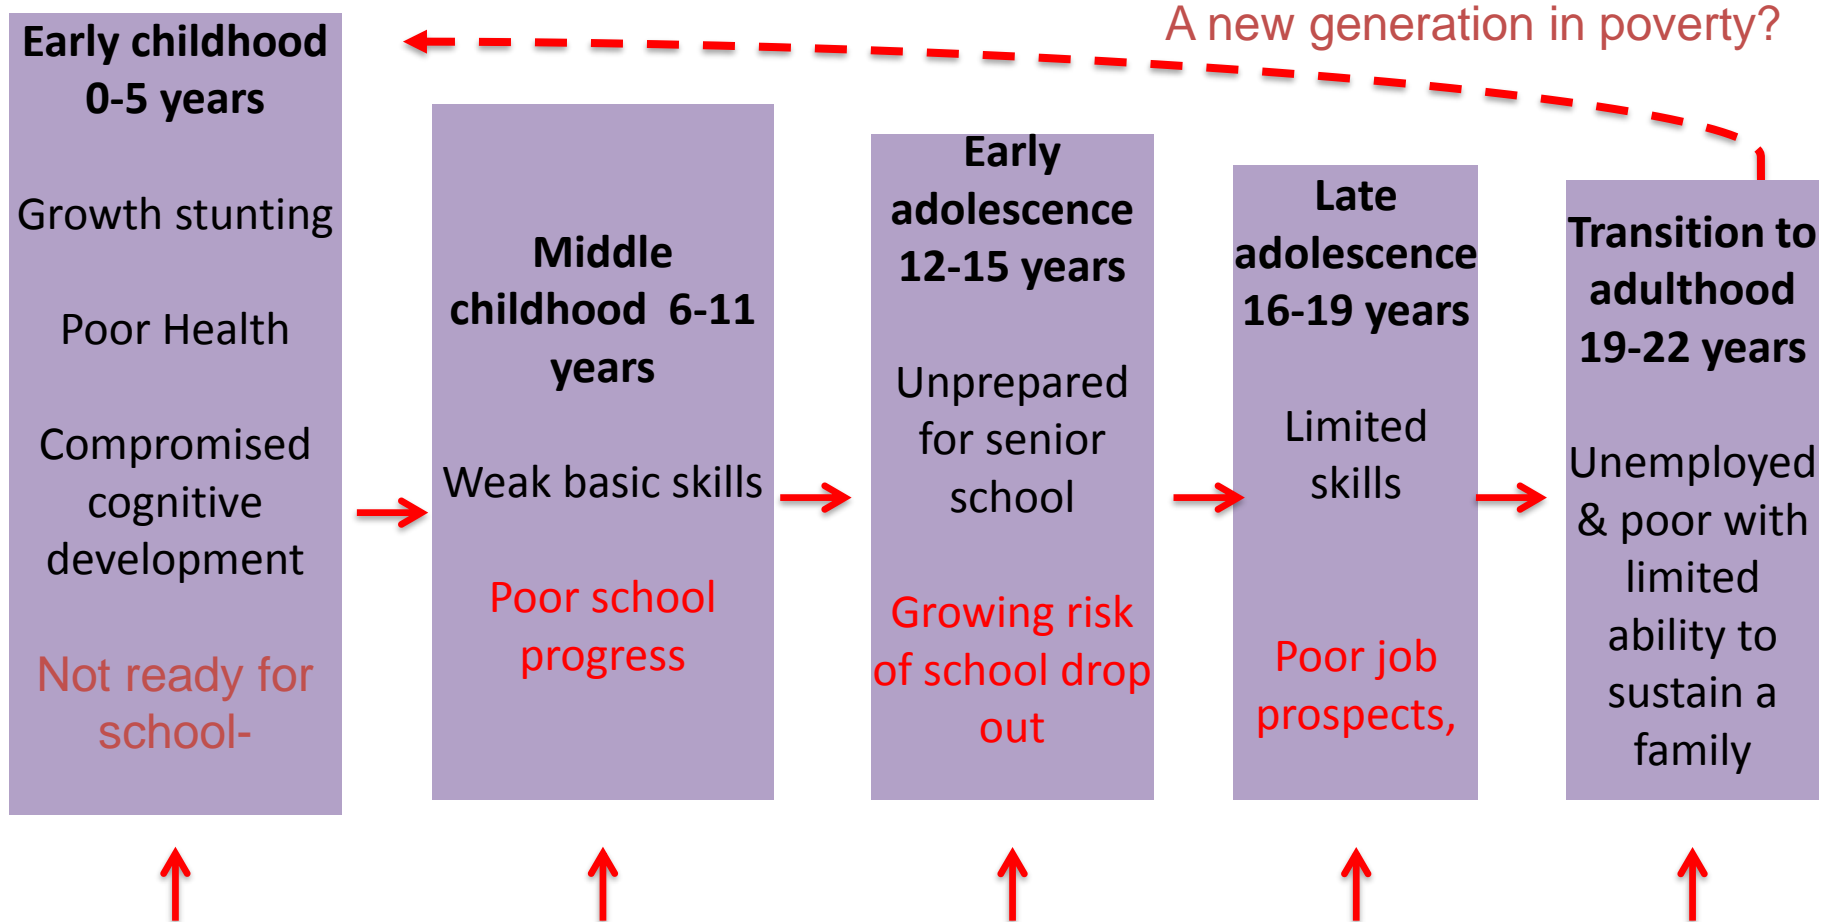 A new generation in poverty?
Early childhood
0-5 years
Growth stunting
Poor Health
Compromised
cognitive
development
Not ready for
school-
Middle
childhood  6-11
years
Weak basic skills
Poor school
progress
Early
adolescence
12-15 years
Unprepared
for senior
school
Growing risk
of school drop
out
Late
adolescence
16-19 years
Limited
skills
Poor job
prospects,
Transition to
adulthood
19-22 years
Unemployed
& poor with
limited
ability to
sustain a
family